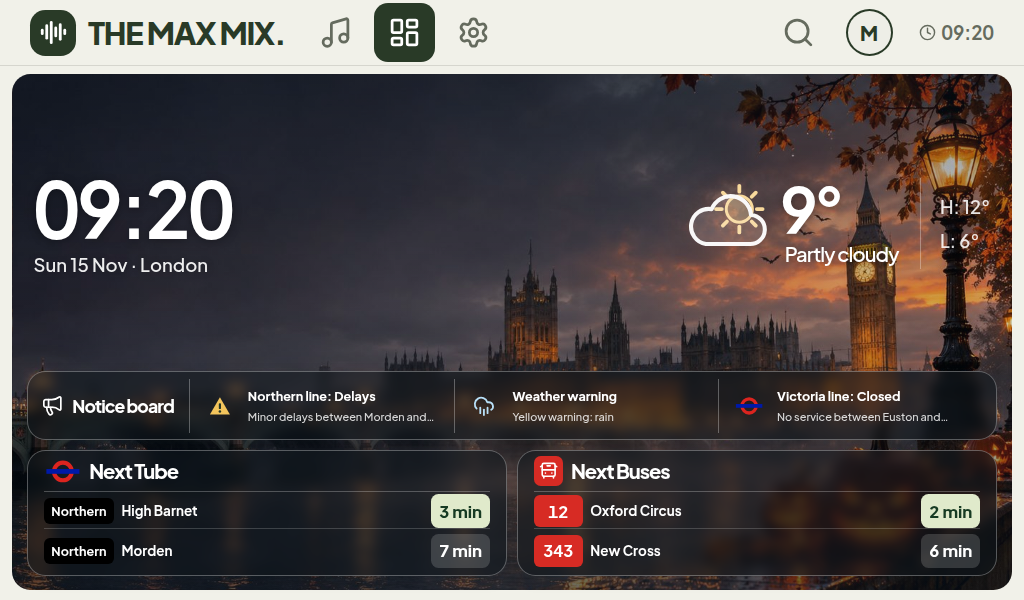 THE MAX MIX.
M
09:20
09:20
Sun 15 Nov · London
9°
Partly cloudy
H: 12°
L: 6°
Notice board
Northern line: Delays
Minor delays between Morden and...
Weather warning
Yellow warning: rain
Victoria line: Closed
No service between Euston and...
Next Tube
Northern High Barnet 3 min
Northern Morden 7 min
Next Buses
12 Oxford Circus 2 min
343 New Cross 6 min